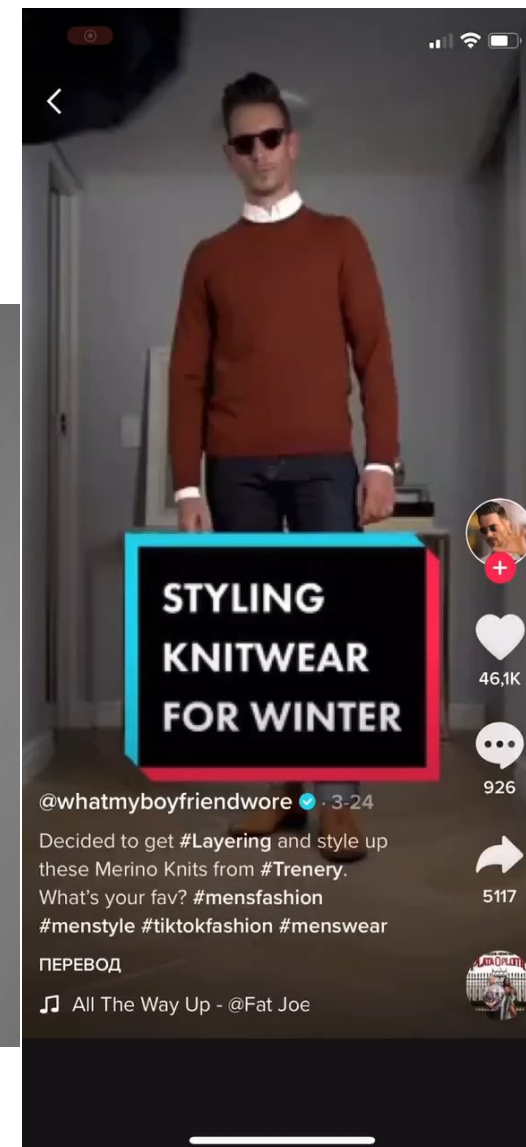 STYLING
KNITWEAR
FOR WINTER
@whatmyboyfriendwore · 3-24
Decided to get #Layering and style up
these Merino Knits from #Trenery.
What's your fav? #mensfashion
#menstyle #tiktokfashion #menswear
ПЕРЕВОД
All The Way Up - @Fat Joe
46,1K
926
5117